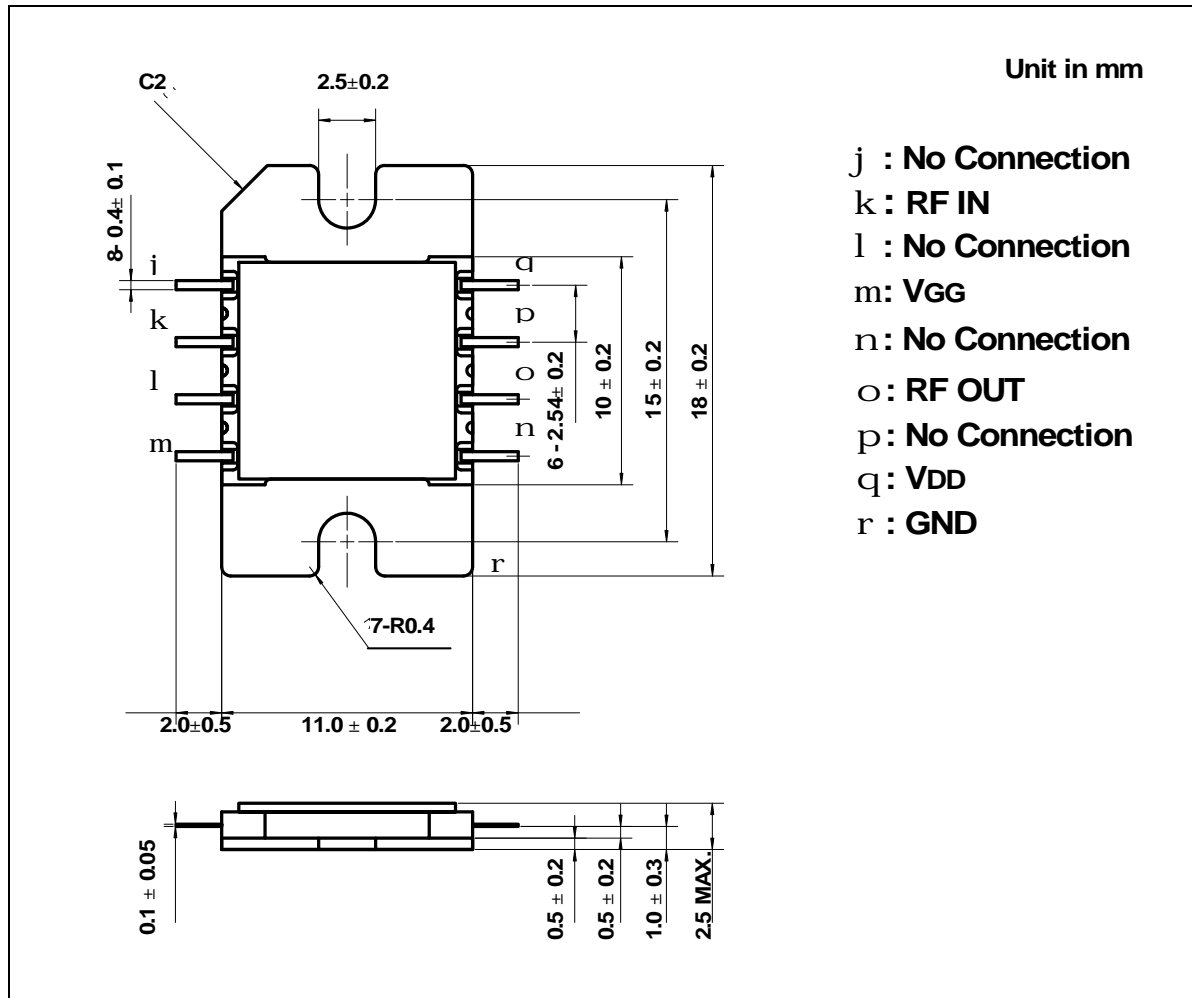 Unit in mm
C2
2.5±0.2
8- 0.4± 0.1
j : No Connection
k : RF IN
l : No Connection
m: VGG
n : No Connection
o : RF OUT
p : No Connection
q : VDD
r : GND
j
k
l
m
q
p
o
n
6 - 2.54± 0.2
10 ± 0.2
15 ± 0.2
18 ± 0.2
r
7-R0.4
2.0±0.5
11.0 ± 0.2
2.0±0.5
0.1 ± 0.05
0.5 ± 0.2
0.5 ± 0.2
1.0 ± 0.3
2.5 MAX.